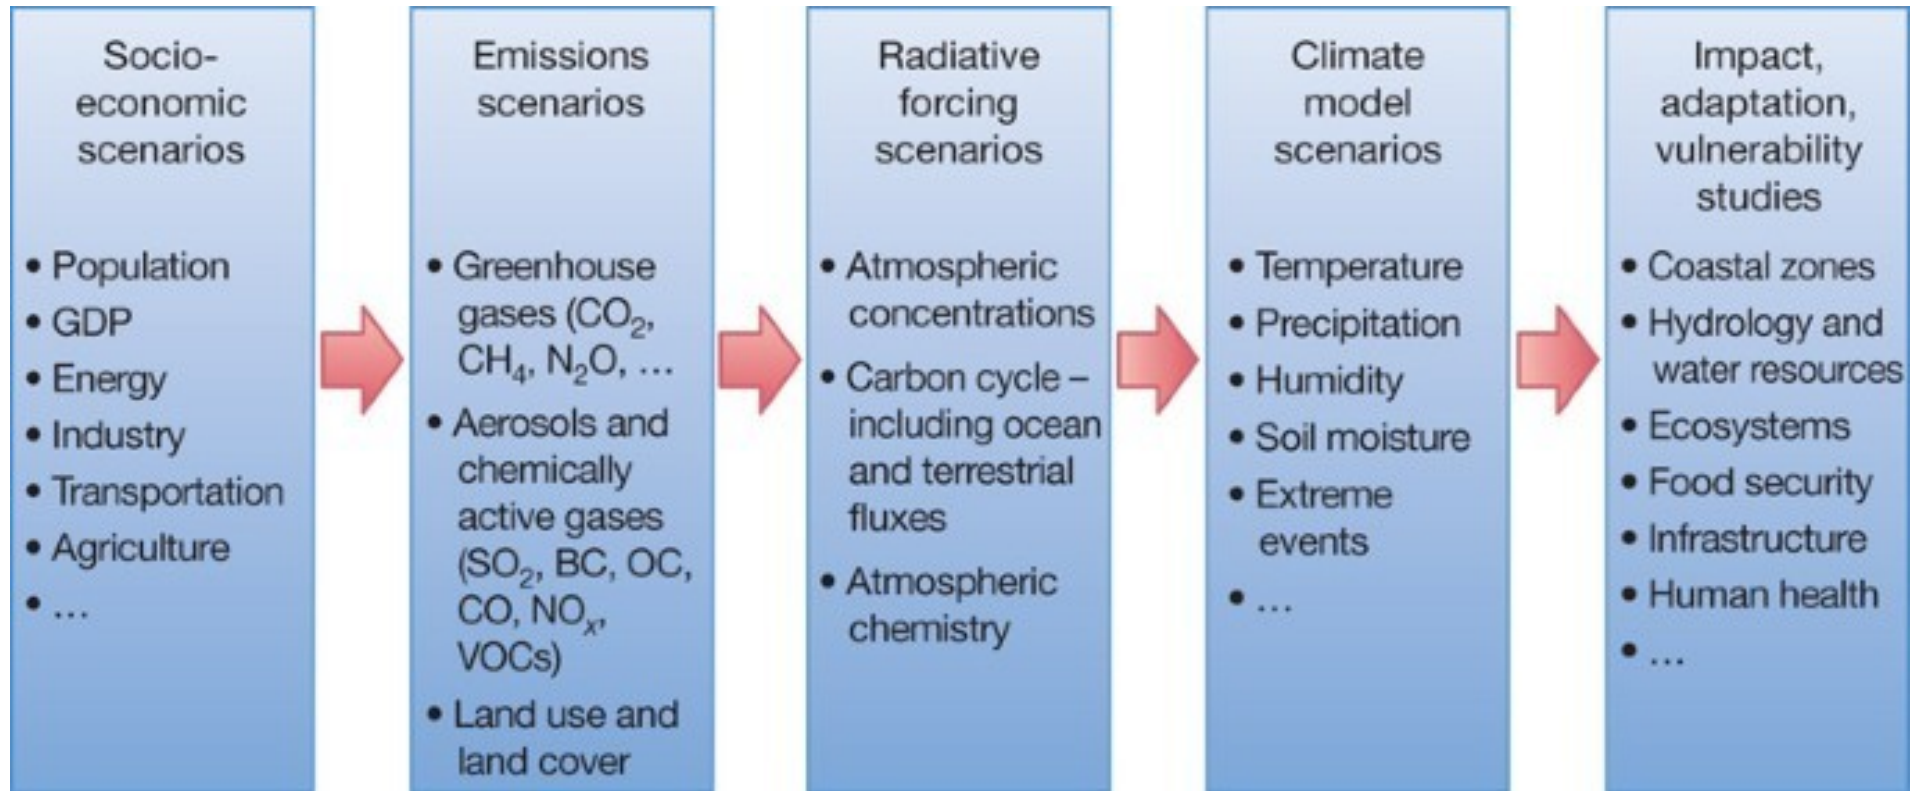 Socio-
economic
scenarios
• Population
• GDP
• Energy
• Industry
• Transportation
• Agriculture
• ...
Emissions
scenarios
• Greenhouse
gases (CO₂,
CH₄, N₂O, ...
• Aerosols and
chemically
active gases
(SO₂, BC, OC,
CO, NOₓ,
VOCs)
• Land use and
land cover
Radiative
forcing
scenarios
• Atmospheric
concentrations
• Carbon cycle –
including ocean
and terrestrial
fluxes
• Atmospheric
chemistry
Climate
model
scenarios
• Temperature
• Precipitation
• Humidity
• Soil moisture
• Extreme
events
• ...
Impact,
adaptation,
vulnerability
studies
• Coastal zones
• Hydrology and
water resources
• Ecosystems
• Food security
• Infrastructure
• Human health
• ...